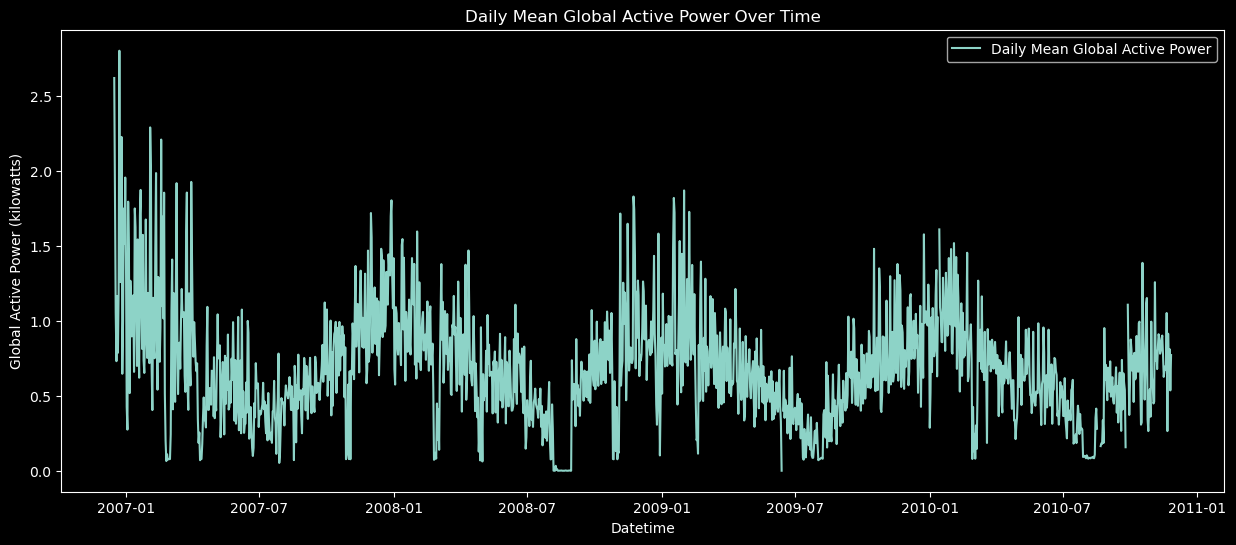 Daily Mean Global Active Power Over Time
Daily Mean Global Active Power
Global Active Power (kilowatts)
2.5
2.0
1.5
1.0
0.5
0.0
2007-01 2007-07 2008-01 2008-07 2009-01 2009-07 2010-01 2010-07 2011-01
Datetime